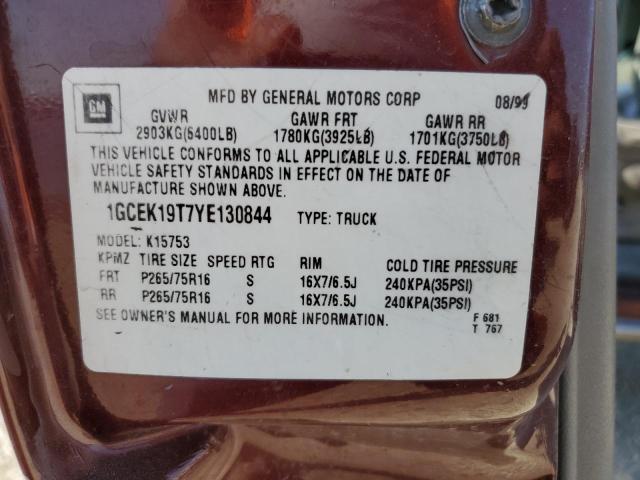 GM
MFD BY GENERAL MOTORS CORP 08/99
GVWR GAWR FRT GAWR RR
2903KG(6400LB) 1780KG(3925LB) 1701KG(3750LB)
THIS VEHICLE CONFORMS TO ALL APPLICABLE U.S. FEDERAL MOTOR
VEHICLE SAFETY STANDARDS IN EFFECT ON THE DATE OF
MANUFACTURE SHOWN ABOVE.
1GCEK19T7YE130844 TYPE: TRUCK
MODEL: K15753
KPMZ TIRE SIZE SPEED RTG RIM COLD TIRE PRESSURE
FRT P265/75R16 S 16X7/6.5J 240KPA(35PSI)
RR P265/75R16 S 16X7/6.5J 240KPA(35PSI)
SEE OWNER'S MANUAL FOR MORE INFORMATION. F 681
T 767